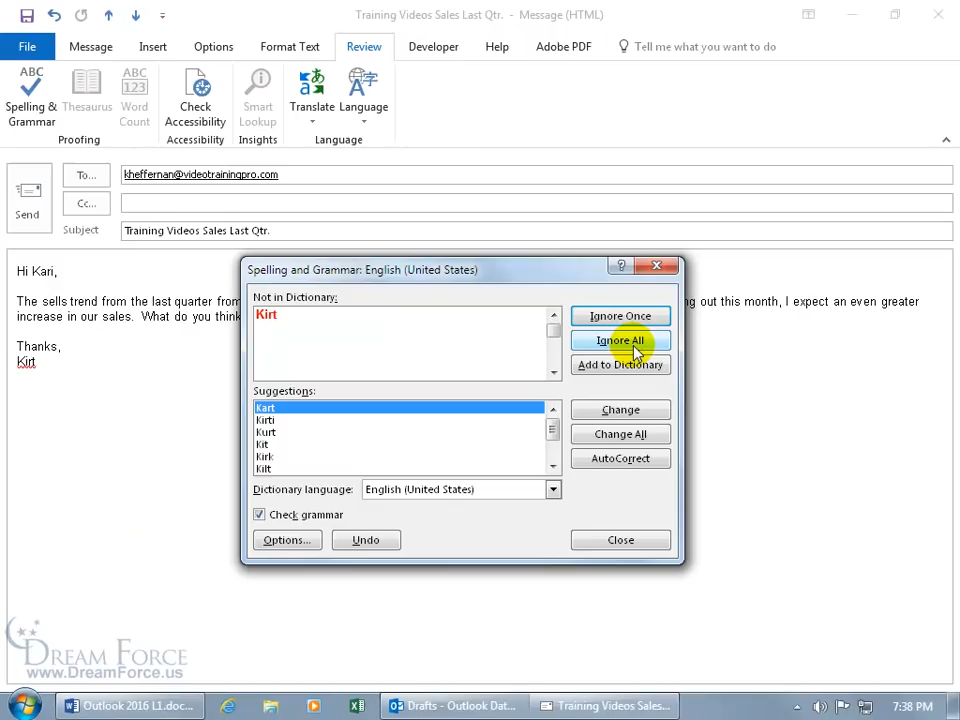 Training Videos Sales Last Qtr. - Message (HTML)
File Message Insert Options Format Text Review Developer Help Adobe PDF Tell me what you want to do
ABC ABC
123
Spelling & Grammar Thesaurus Word Count Check Accessibility Smart Lookup Translate Language
Proofing Accessibility Insights Language
To... kheffernan@videotrainingpro.com
Cc...
Send
Subject Training Videos Sales Last Qtr.
Hi Kari,
The sells trend from the last quarter from ng out this month, I expect an even greater
increase in our sales. What do you think
Thanks,
Kirt
Spelling and Grammar: English (United States)
Not in Dictionary:
Kirt
Ignore Once
Ignore All
Add to Dictionary
Suggestions:
Kart
Kirti
Kurt
Kit
Kirk
Kilt
Change
Change All
AutoCorrect
Dictionary language: English (United States)
Check grammar
Options... Undo Close
DREAM FORCE
www.DreamForce.us
Outlook 2016 L1.doc... Drafts - Outlook Dat... Training Videos Sales... 7:38 PM